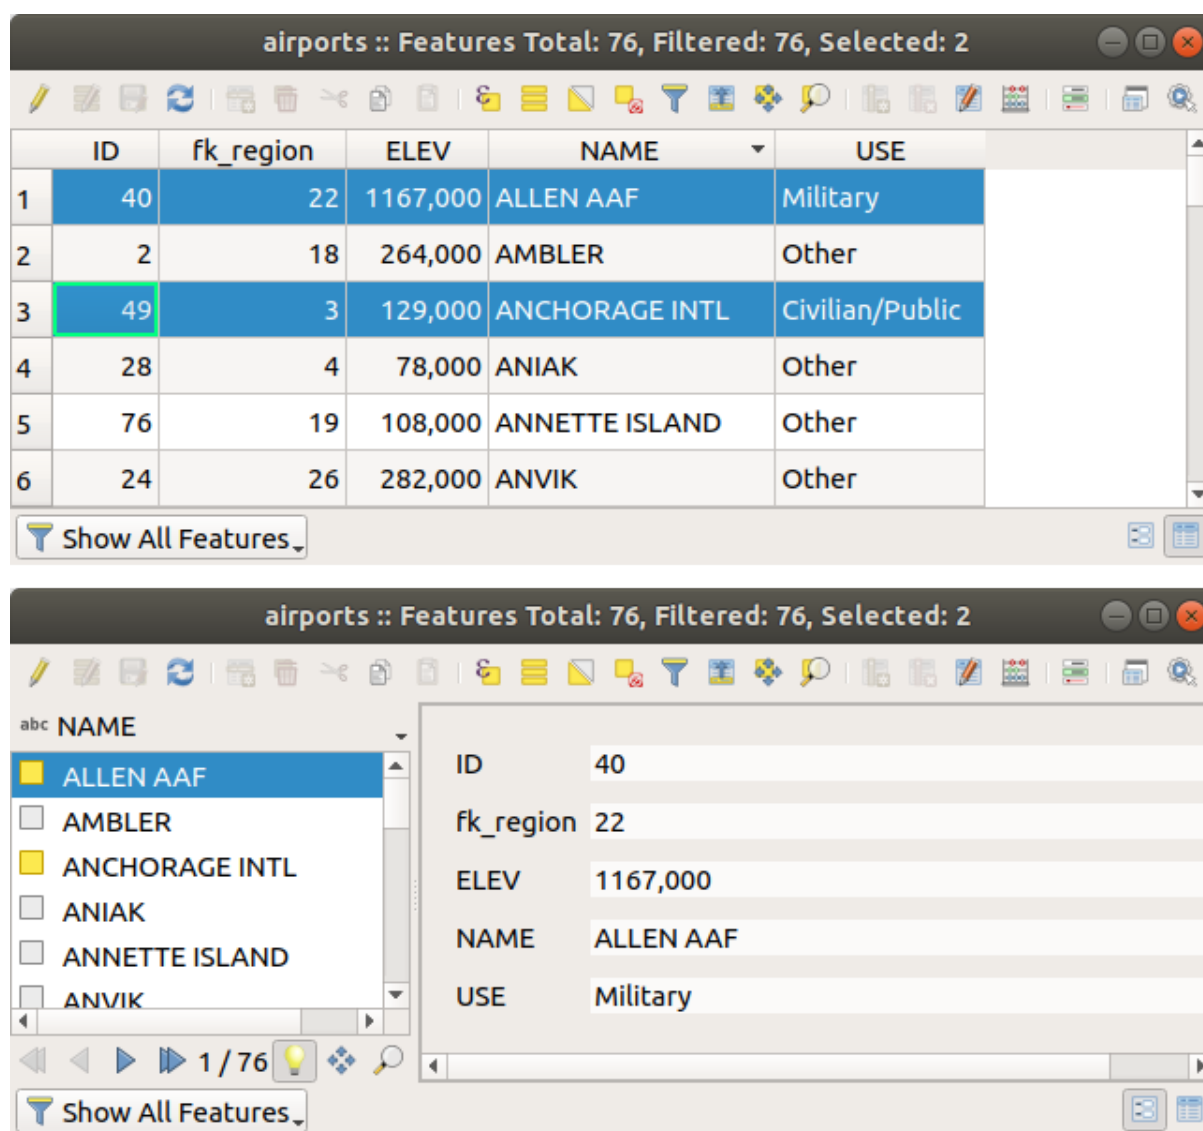 airports :: Features Total: 76, Filtered: 76, Selected: 2
ID fk_region ELEV NAME USE
1 40 22 1167,000 ALLEN AAF Military
2 2 18 264,000 AMBLER Other
3 49 3 129,000 ANCHORAGE INTL Civilian/Public
4 28 4 78,000 ANIAK Other
5 76 19 108,000 ANNETTE ISLAND Other
6 24 26 282,000 ANVIK Other
Show All Features
airports :: Features Total: 76, Filtered: 76, Selected: 2
abc NAME
ALLEN AAF
AMBLER
ANCHORAGE INTL
ANIAK
ANNETTE ISLAND
ANVIK
1 / 76
ID 40
fk_region 22
ELEV 1167,000
NAME ALLEN AAF
USE Military
Show All Features